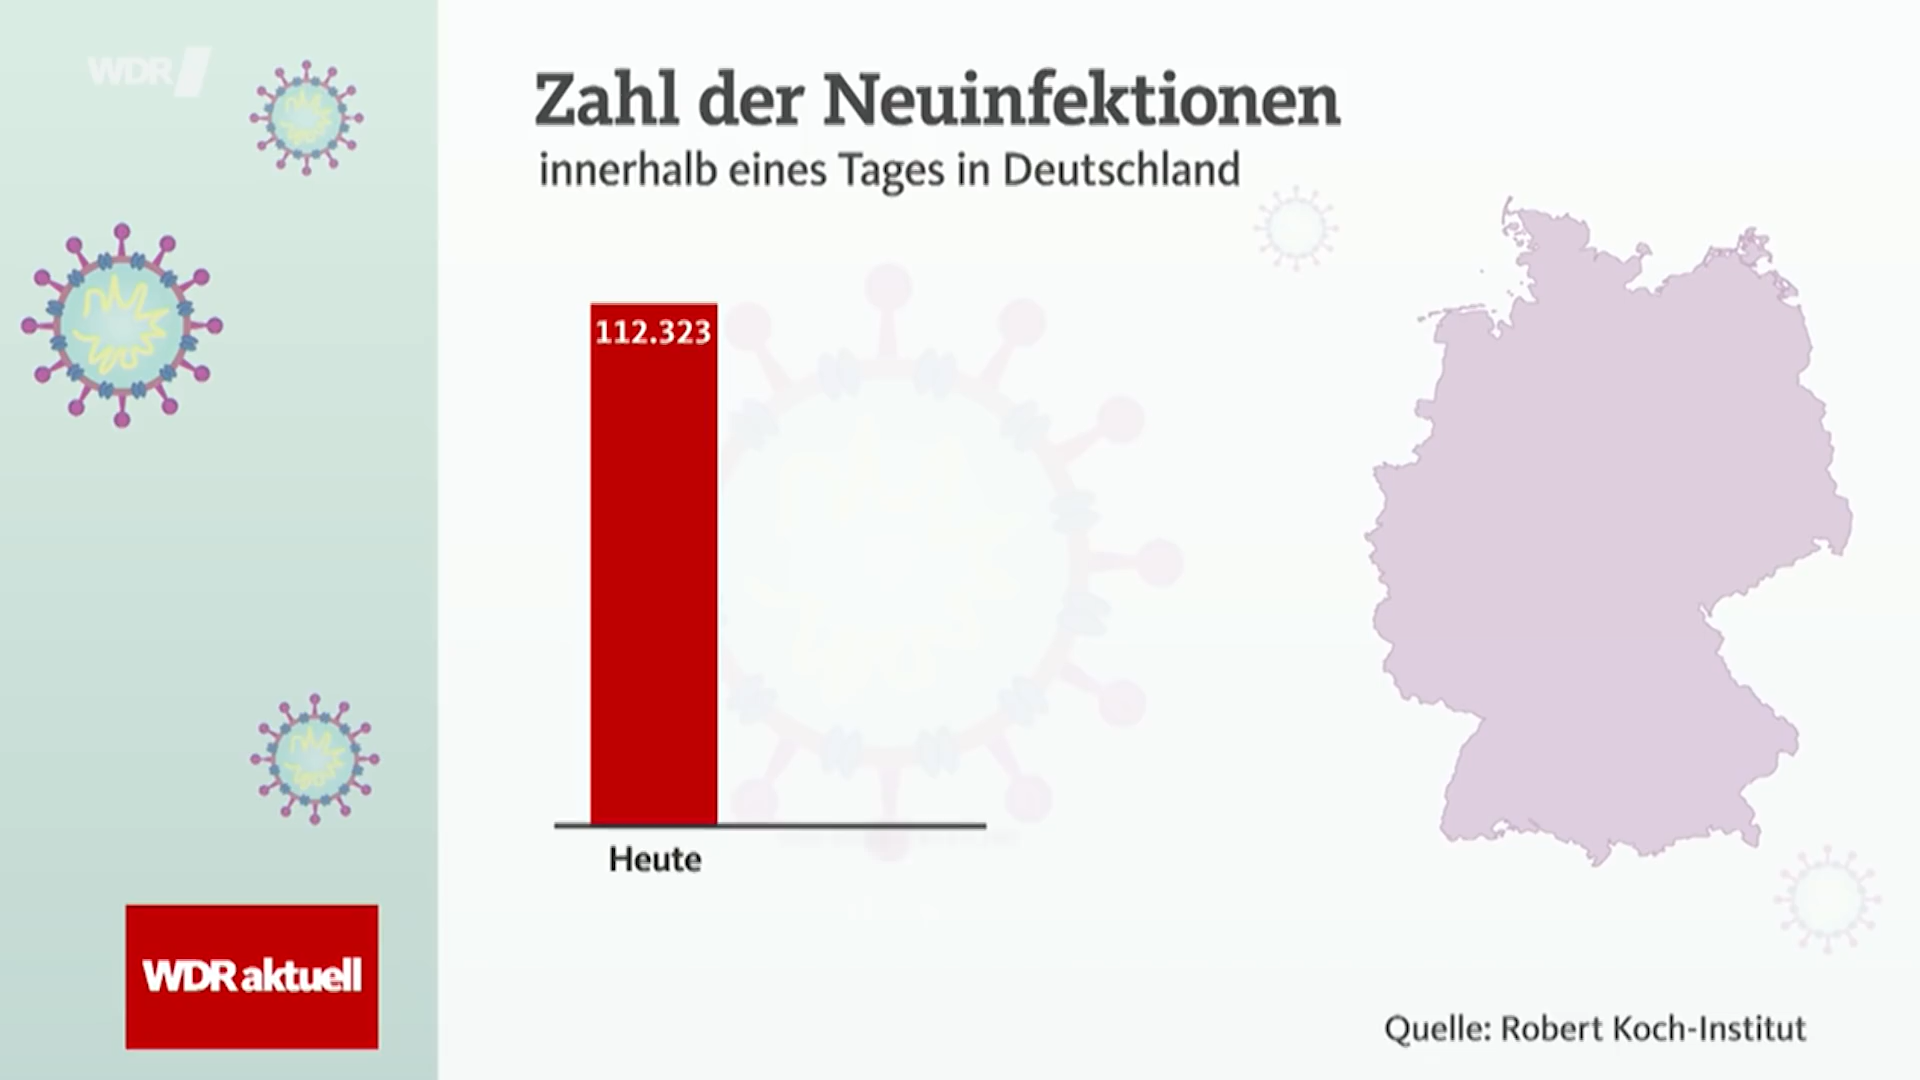 WDR
Zahl der Neuinfektionen
innerhalb eines Tages in Deutschland
112.323
Heute
WDR aktuell
Quelle: Robert Koch-Institut